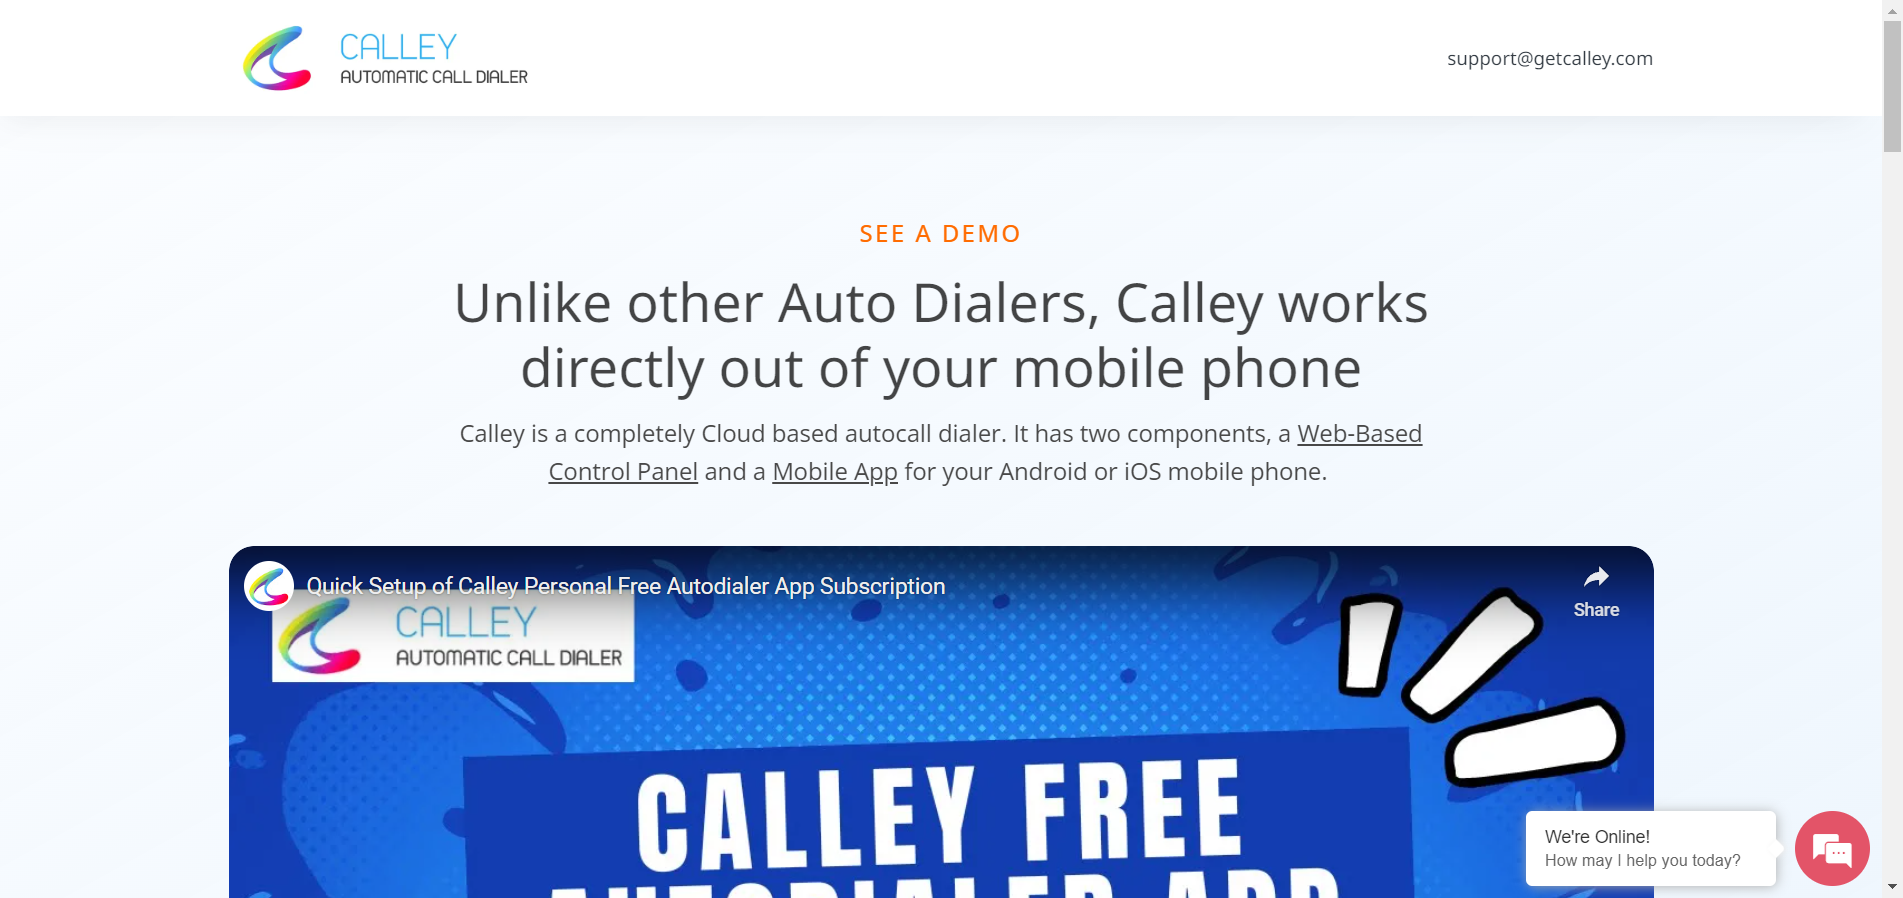 CALLEY
AUTOMATIC CALL DIALER
support@getcalley.com
SEE A DEMO
Unlike other Auto Dialers, Calley works
directly out of your mobile phone
Calley is a completely Cloud based autocall dialer. It has two components, a Web-Based
Control Panel and a Mobile App for your Android or iOS mobile phone.
Quick Setup of Calley Personal Free Autodialer App Subscription
Share
CALLEY
AUTOMATIC CALL DIALER
CALLEY FREE
AUTODIALER APP
We're Online!
How may I help you today?